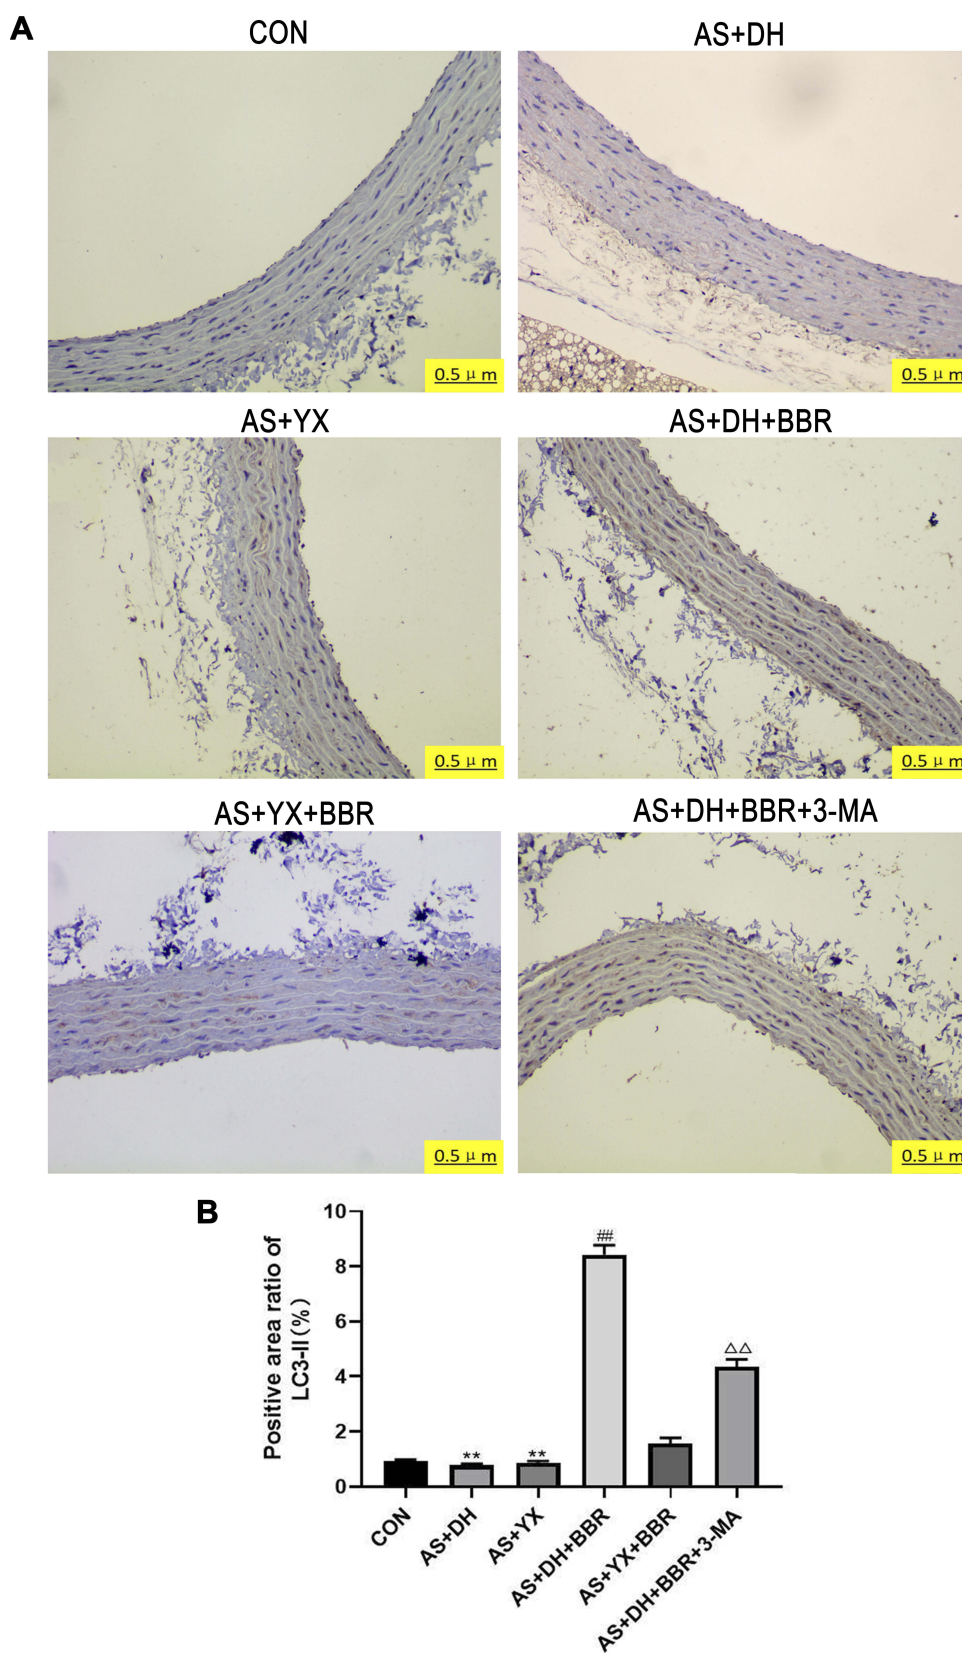 A
CON
AS+DH
0.5 μ m
0.5 μ m
AS+YX
AS+DH+BBR
0.5 μ m
0.5 μ m
AS+YX+BBR
AS+DH+BBR+3-MA
0.5 μ m
0.5 μ m
B
Positive area ratio of
LC3-II(%)
10
8
6
4
2
0
**
**
##
△△
CON
AS+DH
AS+YX
AS+DH+BBR
AS+YX+BBR
AS+DH+BBR+3-MA